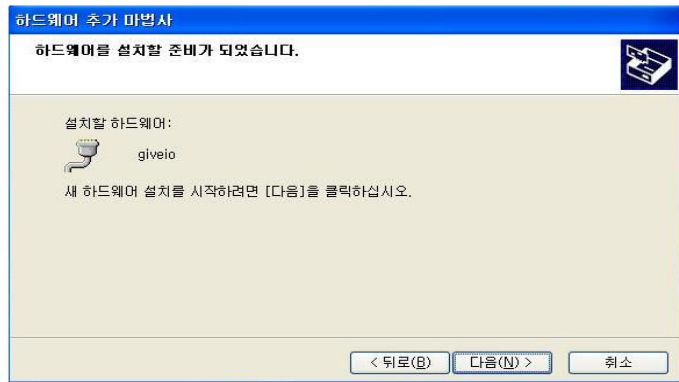 하드웨어 추가 마법사
하드웨어를 설치할 준비가 되었습니다.
설치할 하드웨어:
giveio
새 하드웨어 설치를 시작하려면 [다음]을 클릭하십시오.
< 뒤로(B) 다음(N) > 취소